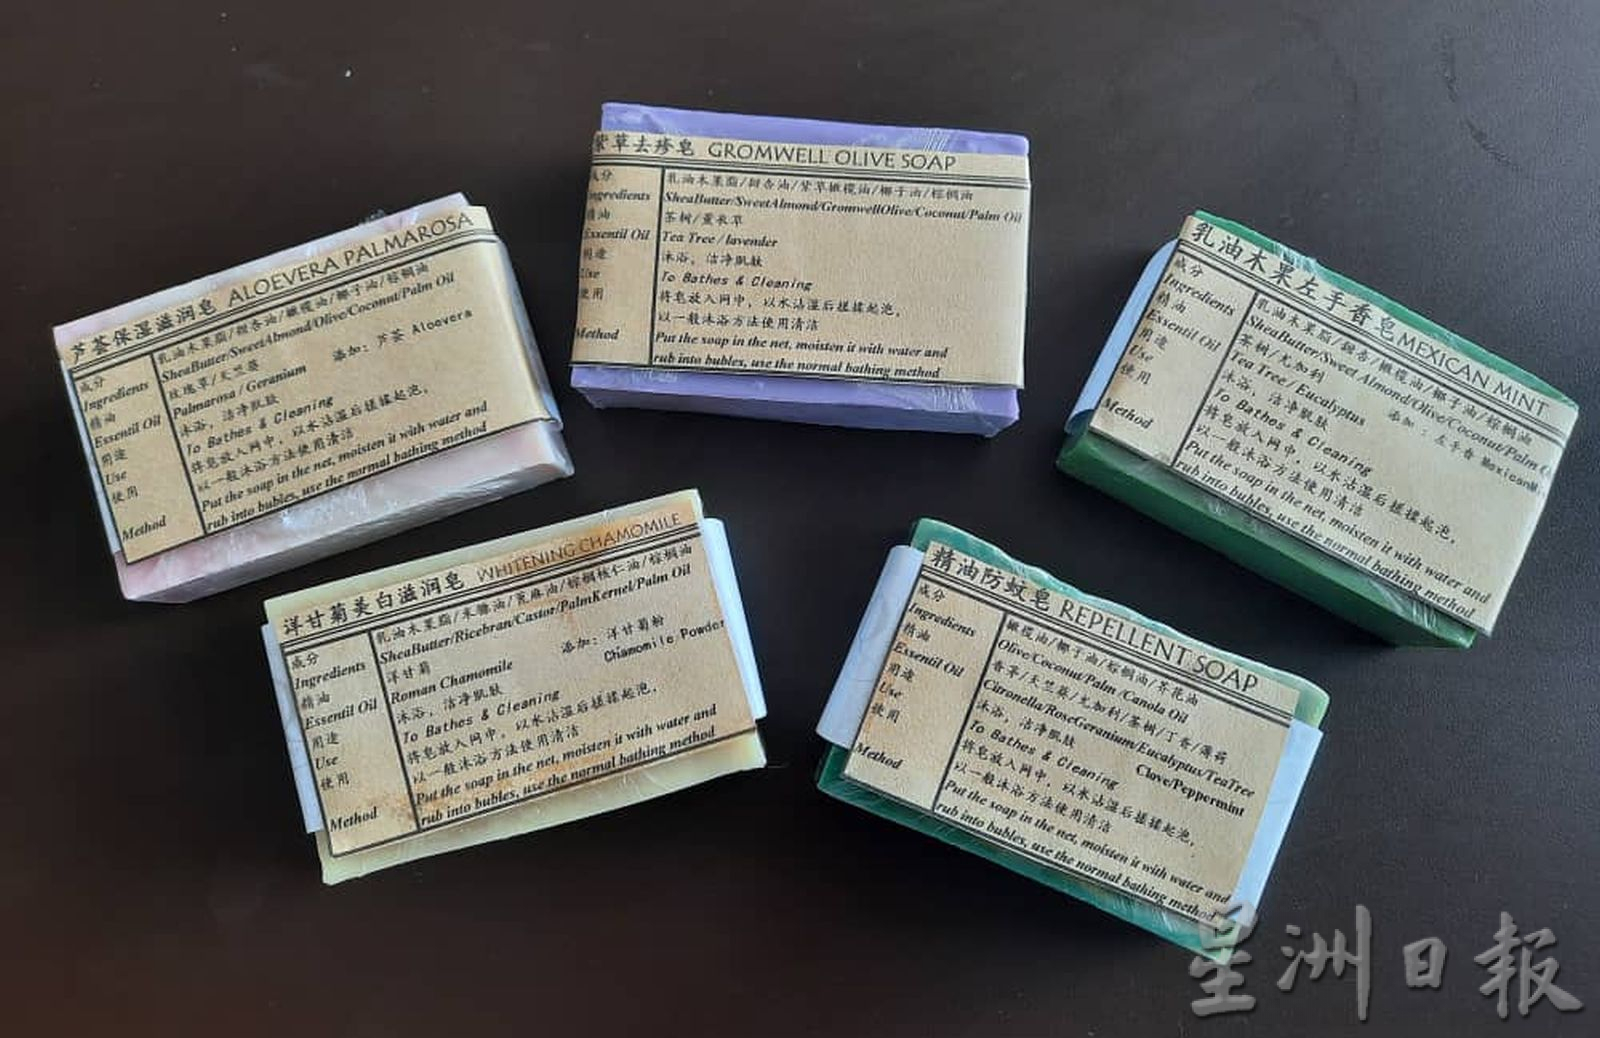 芦荟保湿滋润皂 ALOEVERA PALMAROSA
成分 乳油木果脂/甜杏油/橄榄油/椰子油/棕榈油
Ingredients SheaButter/SweetAlmond/Olive/Coconut/Palm Oil
精油 玫瑰草/天竺葵 添加：芦荟 Aloevera
Essentil Oil Palmarosa / Geranium
用途 沐浴，洁净肌肤
Use To Bathes & Cleaning
使用 将皂放入网中，以水沾湿后搓揉起泡，
以一般沐浴方法使用清洁
Method Put the soap in the net, moisten it with water and
rub into bubles, use the normal bathing method
紫草去疹皂 GROMWELL OLIVE SOAP
成分 乳油木果脂/甜杏油/紫草橄榄油/椰子油/棕榈油
Ingredients SheaButter/SweetAlmond/GromwellOlive/Coconut/Palm Oil
精油 茶树/薰衣草
Essentil Oil Tea Tree / lavender
用途 沐浴，洁净肌肤
Use To Bathes & Cleaning
使用 将皂放入网中，以水沾湿后搓揉起泡，
以一般沐浴方法使用清洁
Method Put the soap in the net, moisten it with water and
rub into bubles, use the normal bathing method
乳油木果左手香皂 MEXICAN MINT
成分 乳油木果脂/甜杏/橄榄油/椰子油/棕榈油
Ingredients SheaButter/Sweet Almond/Olive/Coconut/Palm O
精油 茶树/尤加利 添加：左手香 MexicanM
Essentil Oil Tea Tree/ Eucalyptus
用途 沐浴，洁净肌肤
Use To Bathes & Cleaning
使用 将皂放入网中，以水沾湿后搓揉起泡，
以一般沐浴方法使用清洁
Method Put the soap in the net, moisten it with water and
rub into bubles, use the normal bathing method
洋甘菊美白滋润皂 WHITENING CHAMOMILE
成分 乳油木果脂/米糠油/蓖麻油/棕榈核仁油/棕榈油
Ingredients SheaButter/Ricebran/Castor/PalmKernel/Palm Oil
精油 洋甘菊 添加：洋甘菊粉
Essentil Oil Roman Chamomile Chamomile Powder
用途 沐浴，洁净肌肤
Use To Bathes & Cleaning
使用 将皂放入网中，以水沾湿后搓揉起泡，
以一般沐浴方法使用清洁
Method Put the soap in the net, moisten it with water and
rub into bubles, use the normal bathing method
精油防蚊皂 REPELLENT SOAP
成分 橄榄油/椰子油/棕榈油/芥花油
Ingredients Olive/Coconut/Palm /Canola Oil
精油 香茅/天竺葵/尤加利/茶树/丁香/薄荷
Essentil Oil Citronella/RoseGeranium/Eucalyptus/TeaTree
Clove/Peppermint
用途 沐浴，洁净肌肤
Use To Bathes & Cleaning
使用 将皂放入网中，以水沾湿后搓揉起泡，
以一般沐浴方法使用清洁
Method Put the soap in the net, moisten it with water and
rub into bubles, use the normal bathing method
星洲日報